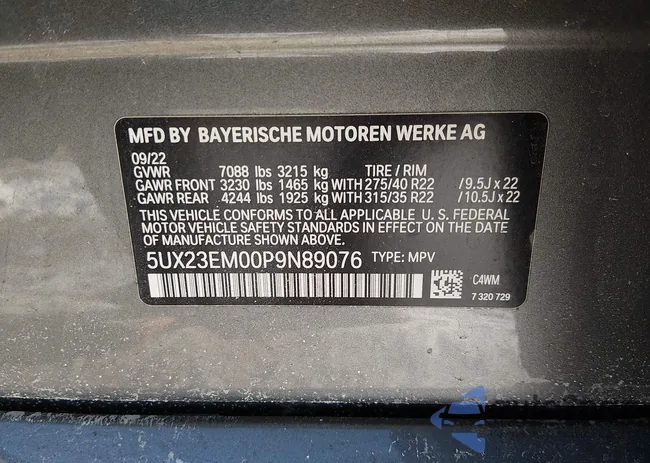 MFD BY BAYERISCHE MOTOREN WERKE AG
09/22
GVWR 7088 lbs 3215 kg TIRE / RIM
GAWR FRONT 3230 lbs 1465 kg WITH 275/40 R22 / 9.5J x 22
GAWR REAR 4244 lbs 1925 kg WITH 315/35 R22 / 10.5J x 22
THIS VEHICLE CONFORMS TO ALL APPLICABLE U. S. FEDERAL
MOTOR VEHICLE SAFETY STANDARDS IN EFFECT ON THE DATE
OF MANUFACTURE SHOWN ABOVE.
5UX23EM00P9N89076 TYPE: MPV
C4WM
7 320 729